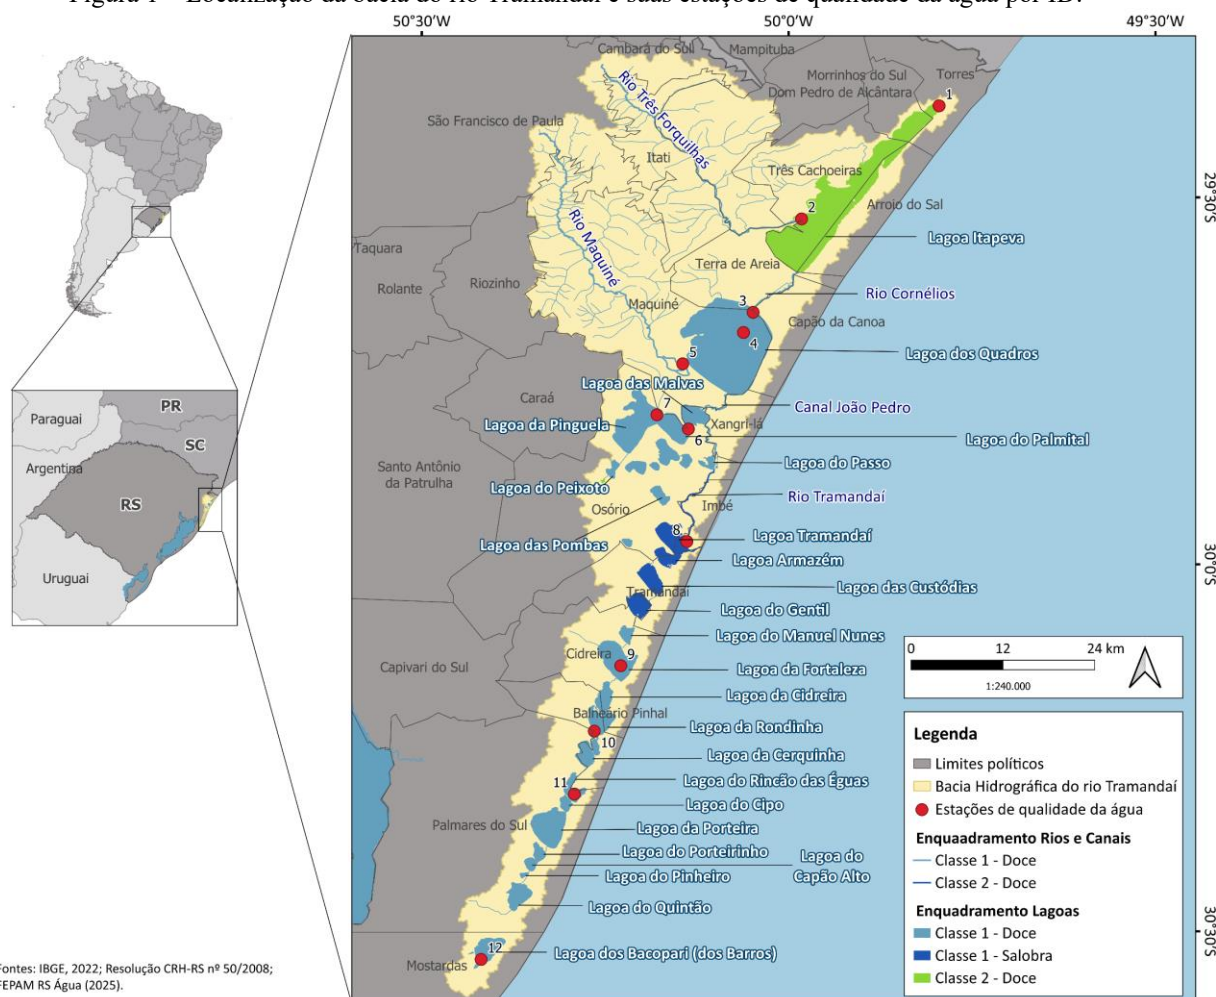 Figura 1 – Localização da bacia do rio Tramandaí e suas estações de qualidade da água por ID.
50°30'W
50°0'W
49°30'W
Cambará do Sul
Mampituba
Morrinhos do Sul
Torres
Dom Pedro de Alcântara
1
São Francisco de Paula
Rio Três Forquilhas
Itati
Três Cachoeiras
29°30'S
2
Arroio do Sal
Rio Maquiné
Lagoa Itapeva
Taquara
Terra de Areia
Riozinho
Rolante
Rio Cornélios
Maquiné
3
Capão da Canoa
4
Lagoa dos Quadros
5
Lagoa das Malvas
Caraá
7
Canal João Pedro
Lagoa da Pinguela
Xangri-lá
6
Lagoa do Palmital
Lagoa do Passo
Santo Antônio
da Patrulha
Lagoa do Peixoto
Rio Tramandaí
Osório
Imbé
8
Lagoa Tramandaí
Lagoa das Pombas
Lagoa Armazém
30°0'S
Lagoa das Custódias
Tramandaí
Lagoa do Gentil
Lagoa do Manuel Nunes
Cidreira
9
Capivari do Sul
Lagoa da Fortaleza
Lagoa da Cidreira
Balneário Pinhal
Lagoa da Rondinha
10
Lagoa da Cerquinha
11
Lagoa do Rincão das Éguas
Lagoa do Cipo
Palmares do Sul
Lagoa da Porteira
Lagoa do Porteirinho
Lagoa do
Capão Alto
Lagoa do Pinheiro
Lagoa do Quintão
30°30'S
12
Lagoa dos Bacopari (dos Barros)
Mostardas
Paraguai
PR
SC
Argentina
RS
Uruguai
0
12
24 km
1:240.000
Legenda
Limites políticos
Bacia Hidrográfica do rio Tramandaí
Estações de qualidade da água
Enquaadramento Rios e Canais
Classe 1 - Doce
Classe 2 - Doce
Enquadramento Lagoas
Classe 1 - Doce
Classe 1 - Salobra
Classe 2 - Doce
Fontes: IBGE, 2022; Resolução CRH-RS nº 50/2008;
FEPAM RS Água (2025).